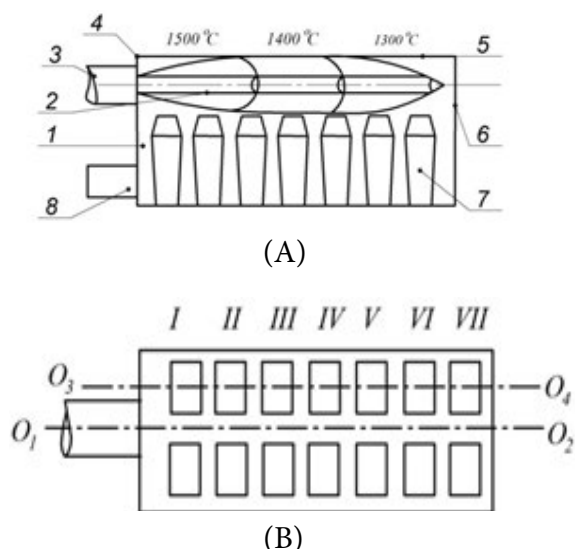 4 1500°C 1400°C 1300°C 5
3
2
1
6
8
7
(A)
I II III IV V VI VII
O₃ O₄
O₁ O₂
(B)